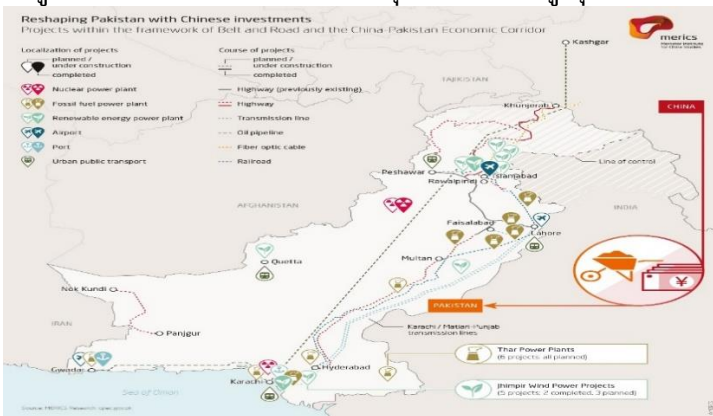 Reshaping Pakistan with Chinese investments
Projects within the framework of Belt and Road and the China-Pakistan Economic Corridor
merics
Localization of projects
planned /
under construction
completed
Nuclear power plant
Fossil fuel power plant
Renewable energy power plant
Airport
Port
Urban public transport
Course of projects
planned /
under construction
completed
Highway (previously existing)
Highway
Transmission line
Oil pipeline
Fiber optic cable
Railroad
Kashgar
TAJIKISTAN
Khunjerab
CHINA
Line of control
Peshawar
Islamabad
Rawalpindi
AFGHANISTAN
INDIA
Faisalabad
Lahore
Quetta
Multan
Nok Kundi
PAKISTAN
IRAN
Panjgur
Karachi / Matiari-Punjab
transmission lines
Thar Power Plants
(6 projects: all planned)
Gwadar
Hyderabad
Karachi
Jhimpir Wind Power Projects
(5 projects: 2 completed, 3 planned)
Sea of Oman
Source: MERICS Research